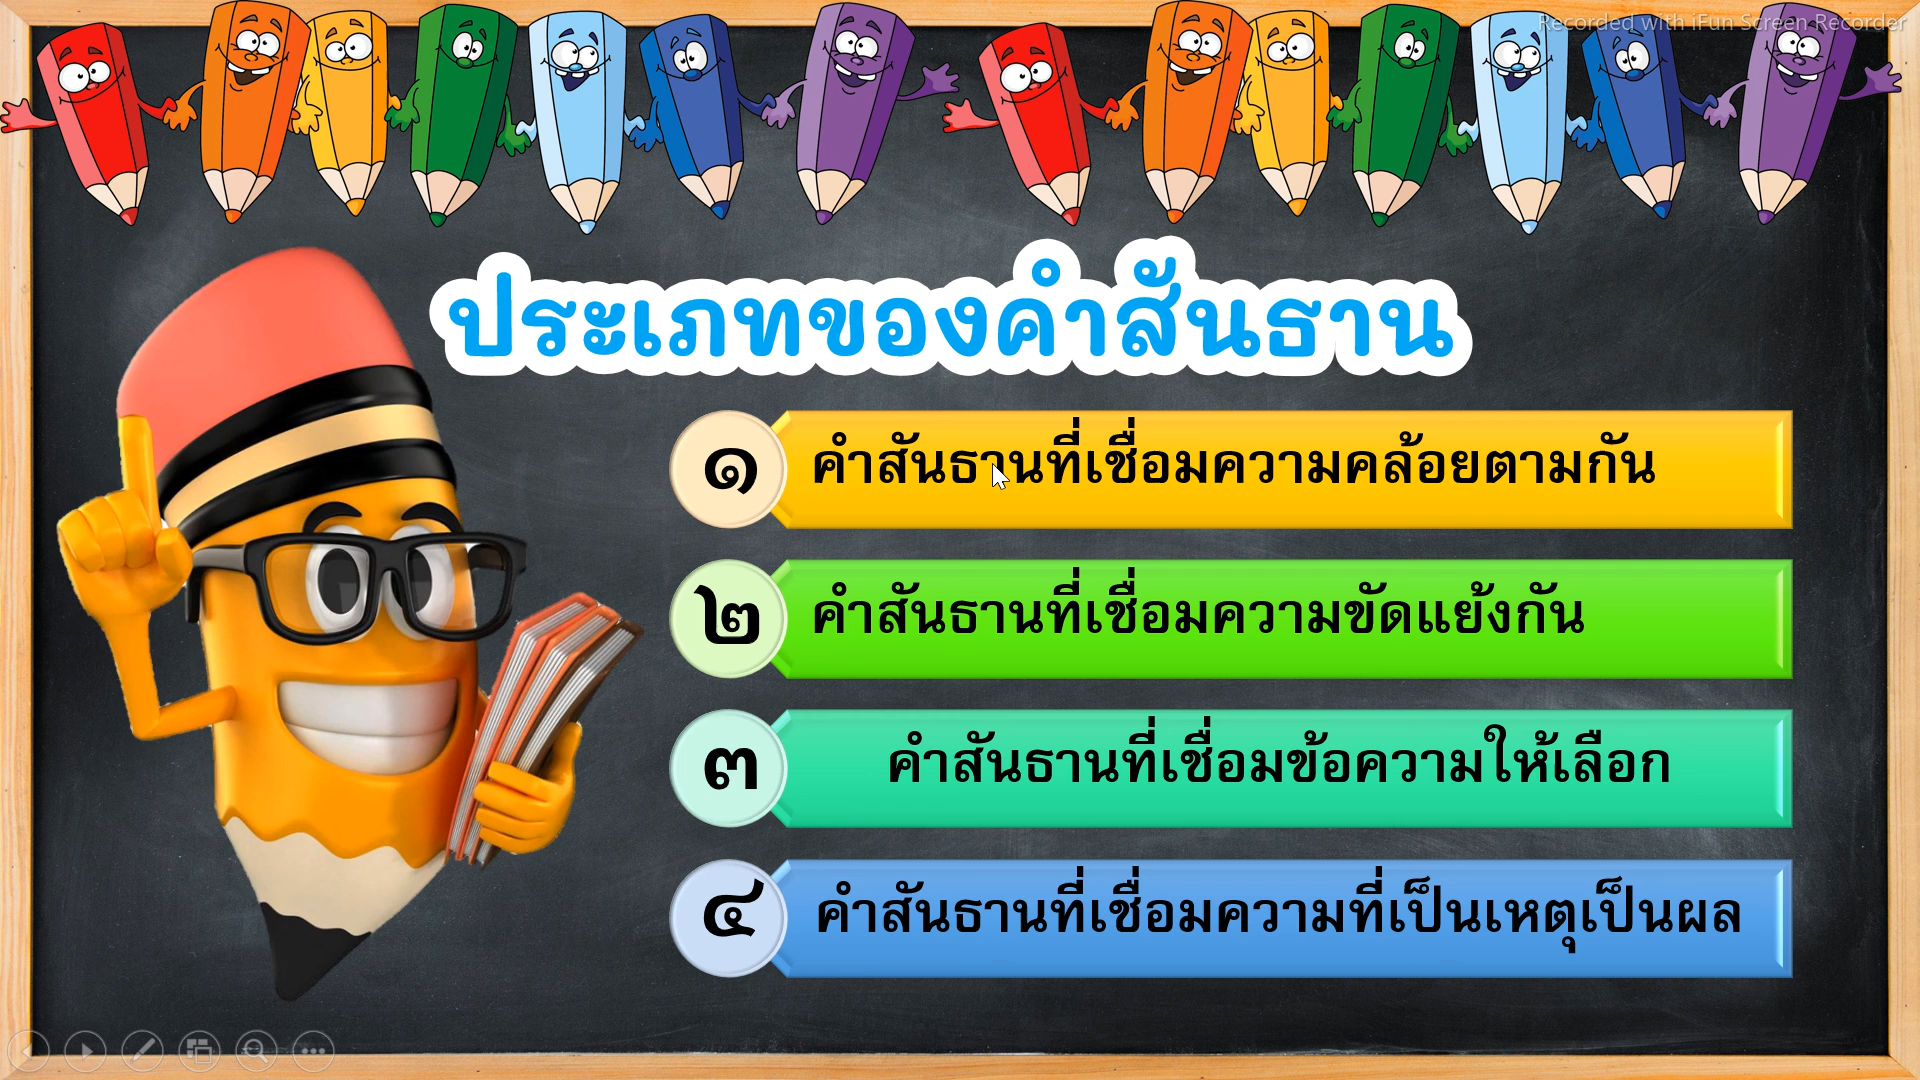 Recorded with iFun Screen Recorder
ประเภทของคำสันธาน
๑ คำสันธานที่เชื่อมความคล้อยตามกัน
๒ คำสันธานที่เชื่อมความขัดแย้งกัน
๓ คำสันธานที่เชื่อมข้อความให้เลือก
๔ คำสันธานที่เชื่อมความที่เป็นเหตุเป็นผล